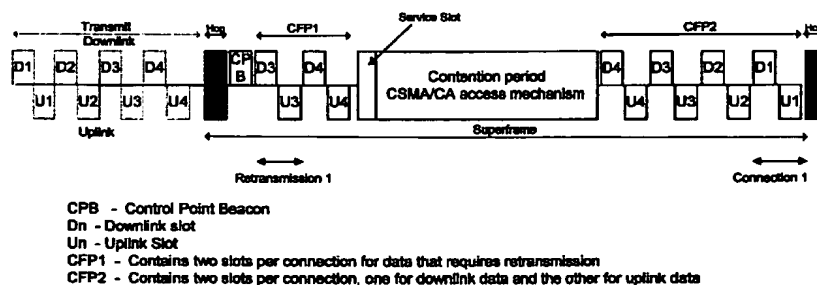 Service Slot
Transmit Hop CFP1 CFP2
Downlink
D1 D2 D3 D4 CP B D3 D4 Contention period D4 D3 D2 D1
CSMA/CA access mechanism
U1 U2 U3 U4 U3 U4 U4 U3 U2 U1
Uplink Superframe
Retransmission 1 Connection 1
CPB - Control Point Beacon
Dn - Downlink slot
Un - Uplink Slot
CFP1 - Contains two slots per connection for data that requires retransmission
CFP2 - Contains two slots per connection, one for downlink data and the other for uplink data